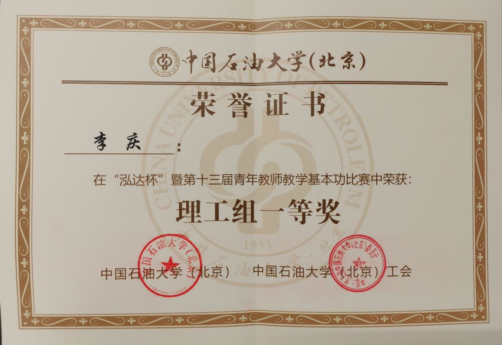 中国石油大学(北京)
荣誉证书
李庆:
在“泓达杯”暨第十三届青年教师教学基本功比赛中荣获:
理工组一等奖
1953
中国石油大学(北京) 中国石油大学(北京)工会